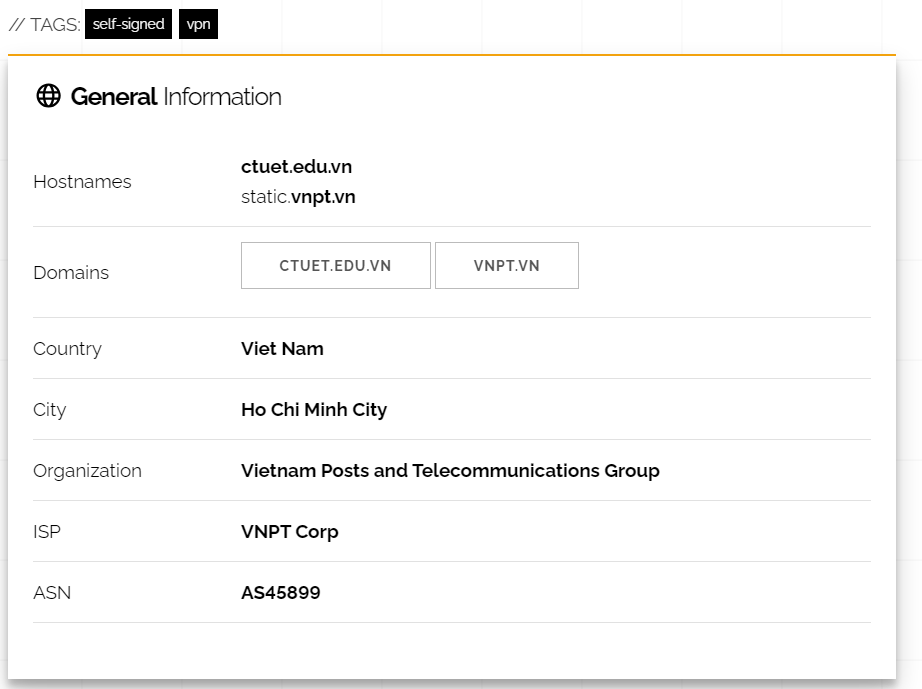 // TAGS: self-signed vpn
General Information
Hostnames
ctuet.edu.vn
static.vnpt.vn
Domains
CTUET.EDU.VN VNPT.VN
Country Viet Nam
City Ho Chi Minh City
Organization Vietnam Posts and Telecommunications Group
ISP VNPT Corp
ASN AS45899